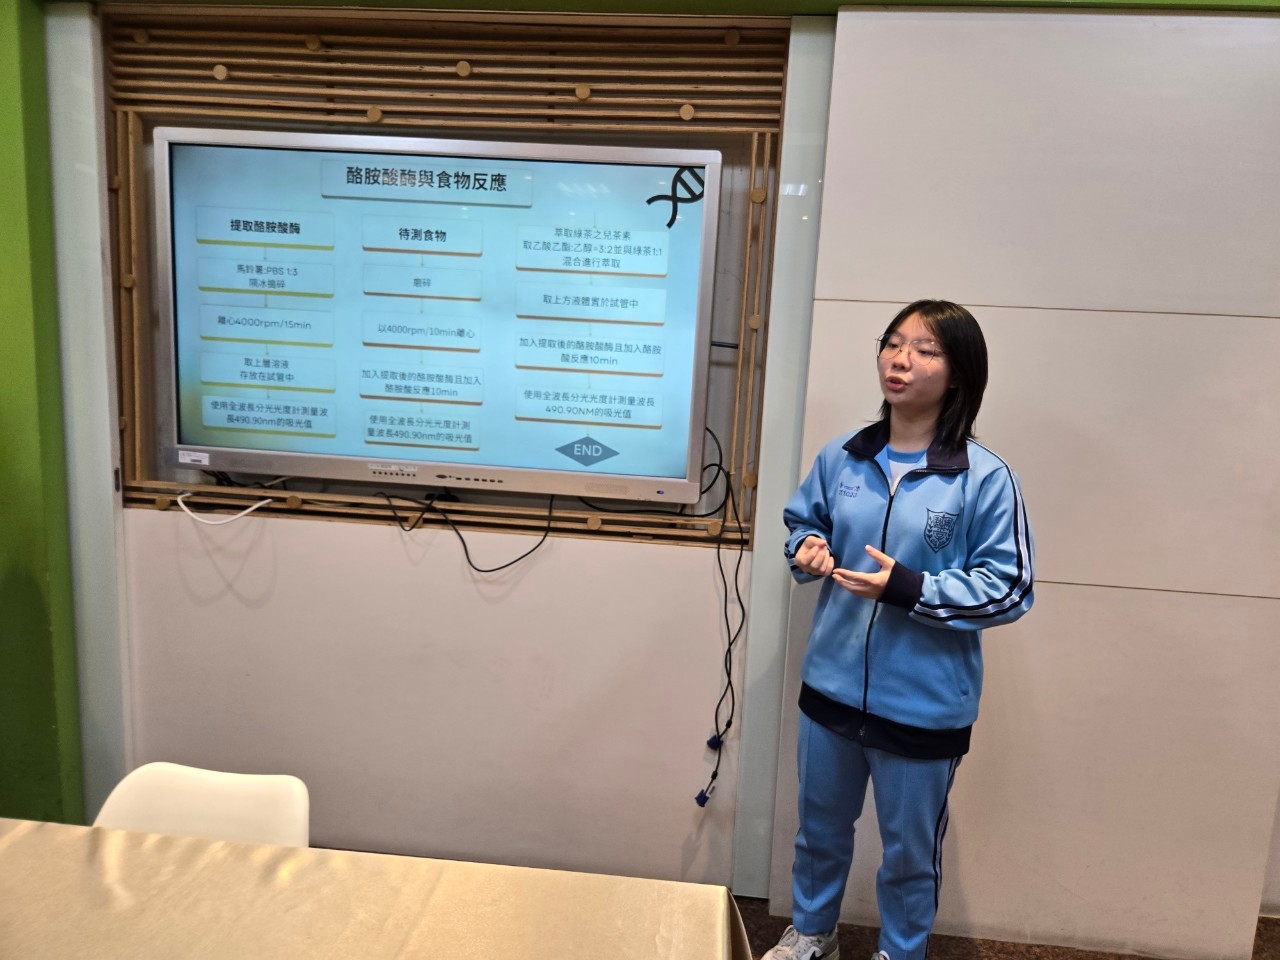 酪胺酸酶與食物反應
提取酪胺酸酶
馬鈴薯:PBS 1:3
隔冰搗碎
離心4000rpm/15min
取上層溶液
存放在試管中
使用全波長分光光度計測量波
長490.90nm的吸光值
待測食物
磨碎
以4000rpm/10min離心
加入提取後的酪胺酸酶且加入
酪胺酸反應10min
使用全波長分光光度計測
量波長490.90nm的吸光值
萃取綠茶之兒茶素
取乙酸乙酯:乙醇=3:2並與綠茶1:1
混合進行萃取
取上方液體置於試管中
加入提取後的酪胺酸酶且加入酪胺
酸反應10min
使用全波長分光光度計測量波長
490.90NM的吸光值
END